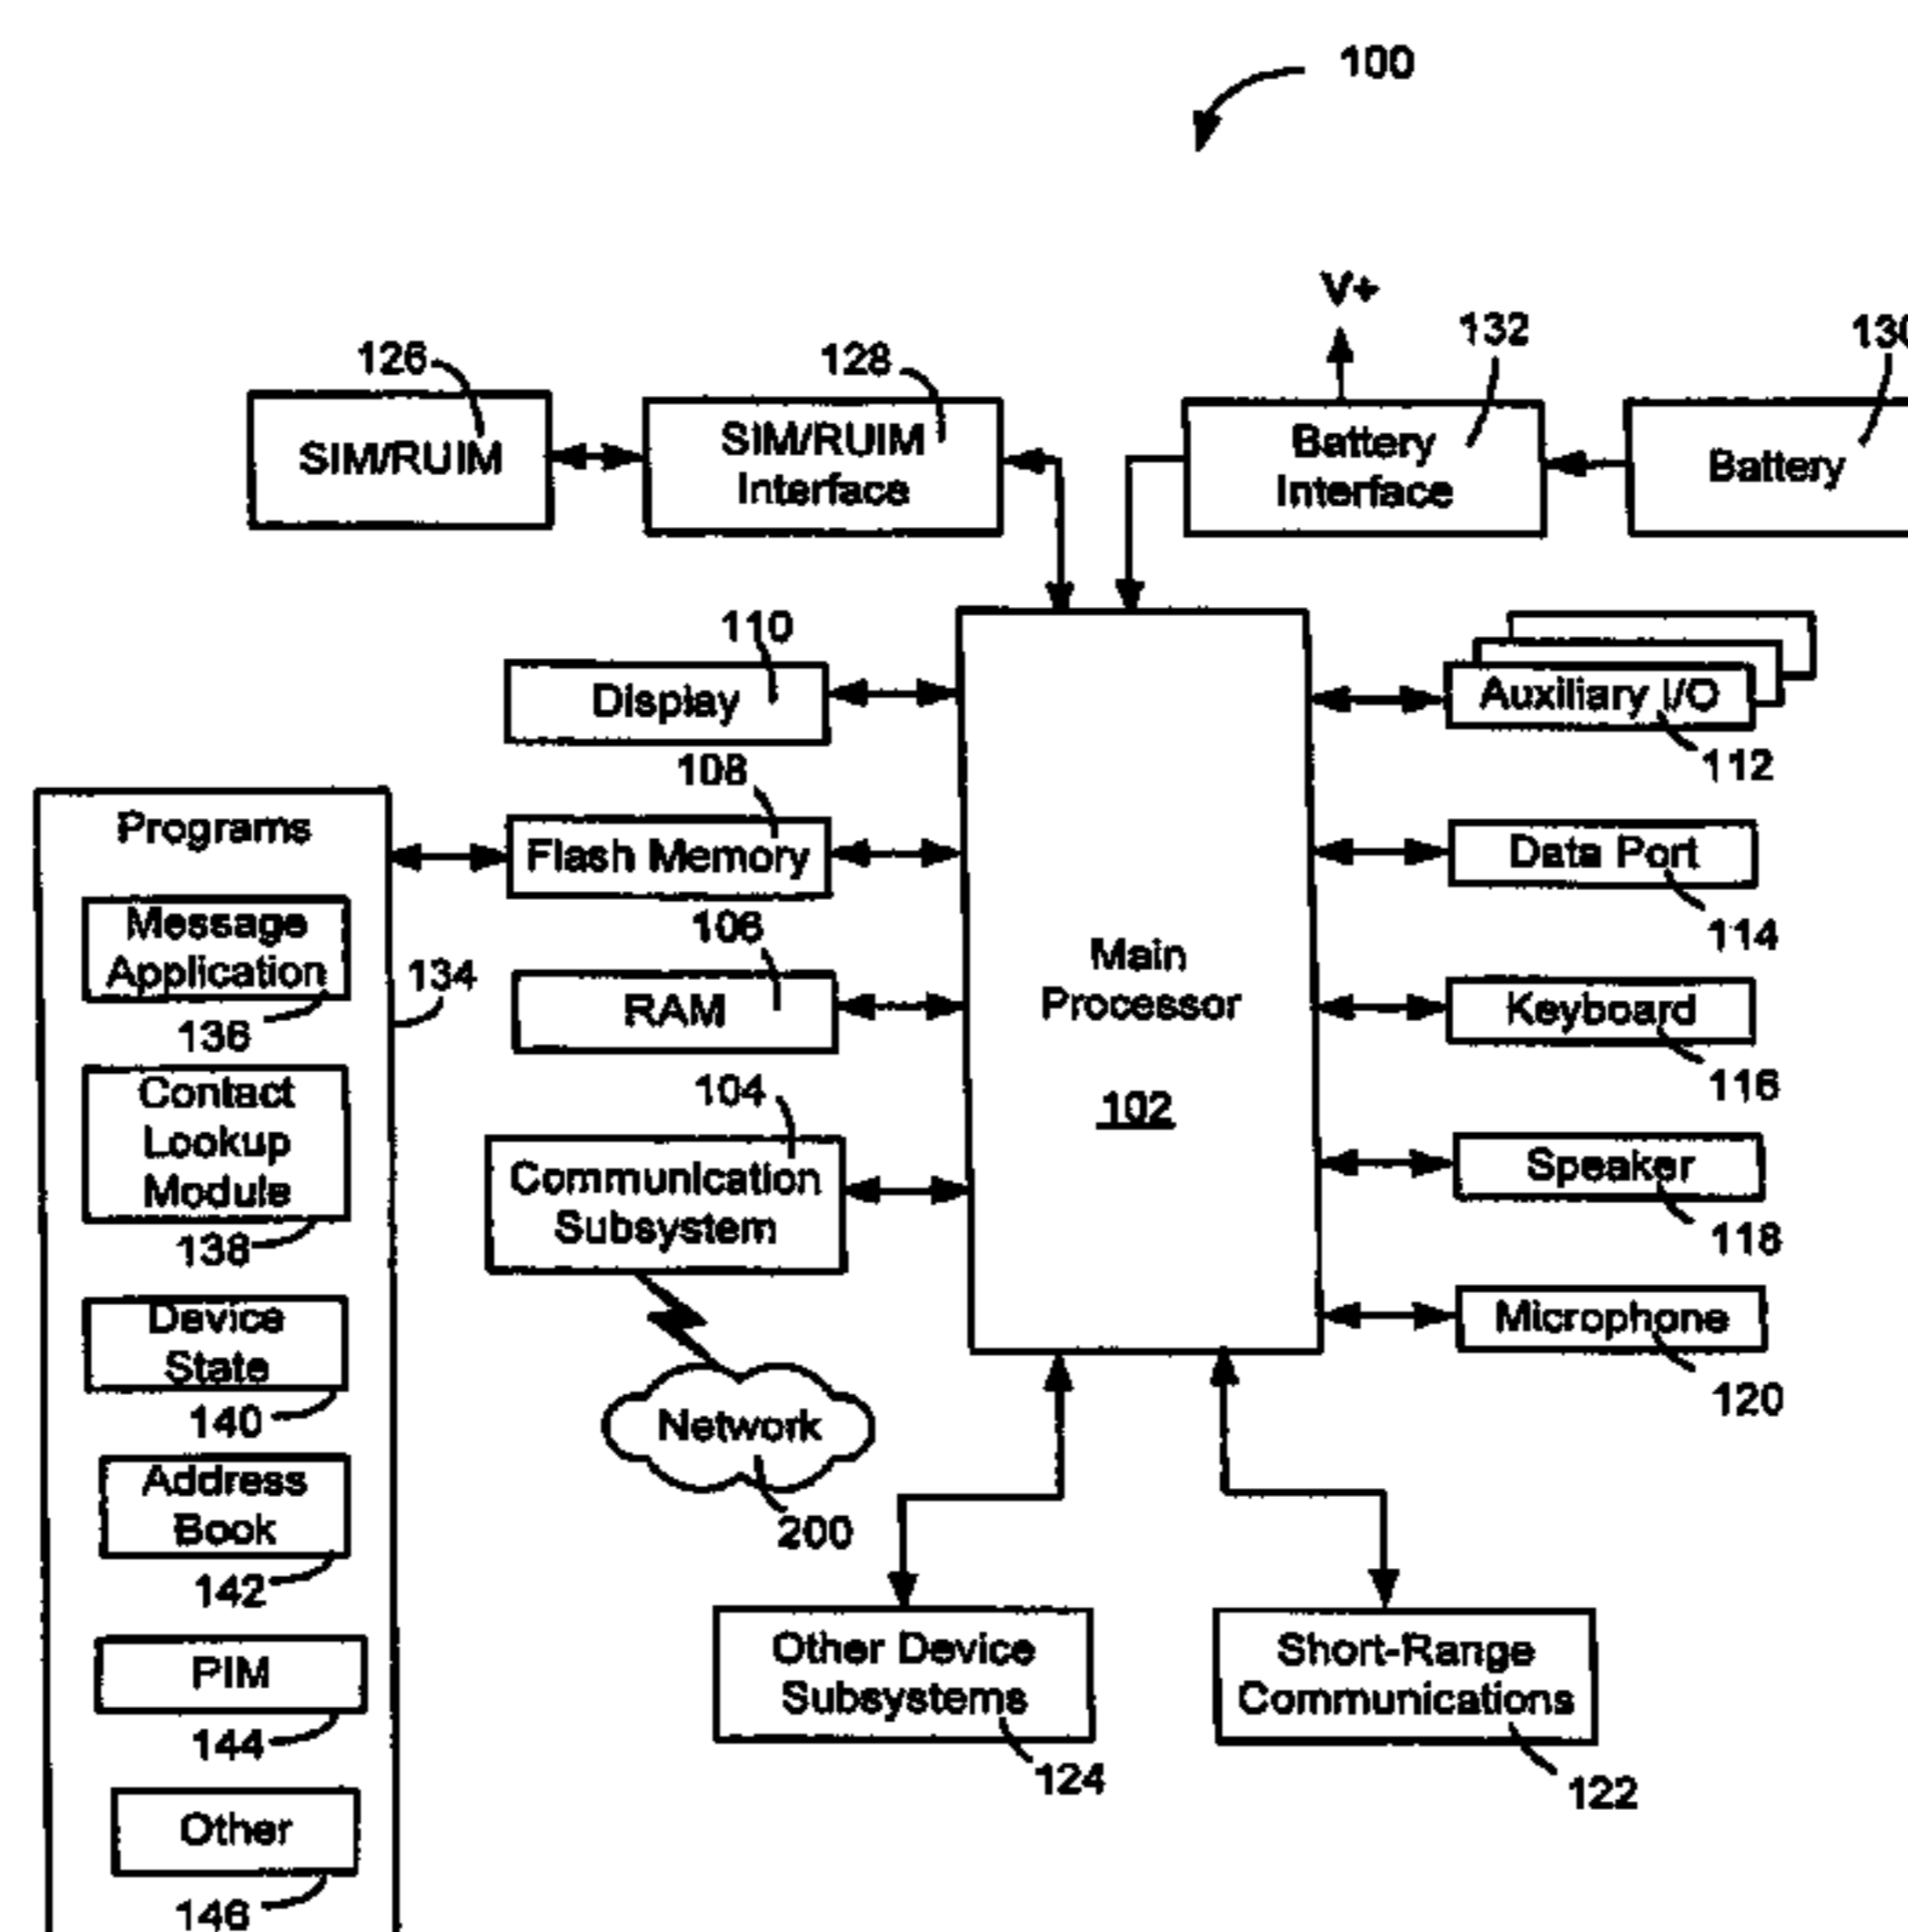 100
V+
126
128
132
130
SIM/RUIM
SIM/RUIM
Interface
Battery
Interface
Battery
110
Display
Auxiliary I/O
112
108
Programs
Flash Memory
Data Port
114
Message
Application
136
134
106
RAM
Main
Processor
102
Keyboard
116
Contact
Lookup
Module
138
104
Communication
Subsystem
Speaker
118
Device
State
140
Network
200
Microphone
120
Address
Book
142
PIM
144
Other Device
Subsystems
124
Short-Range
Communications
122
Other
146